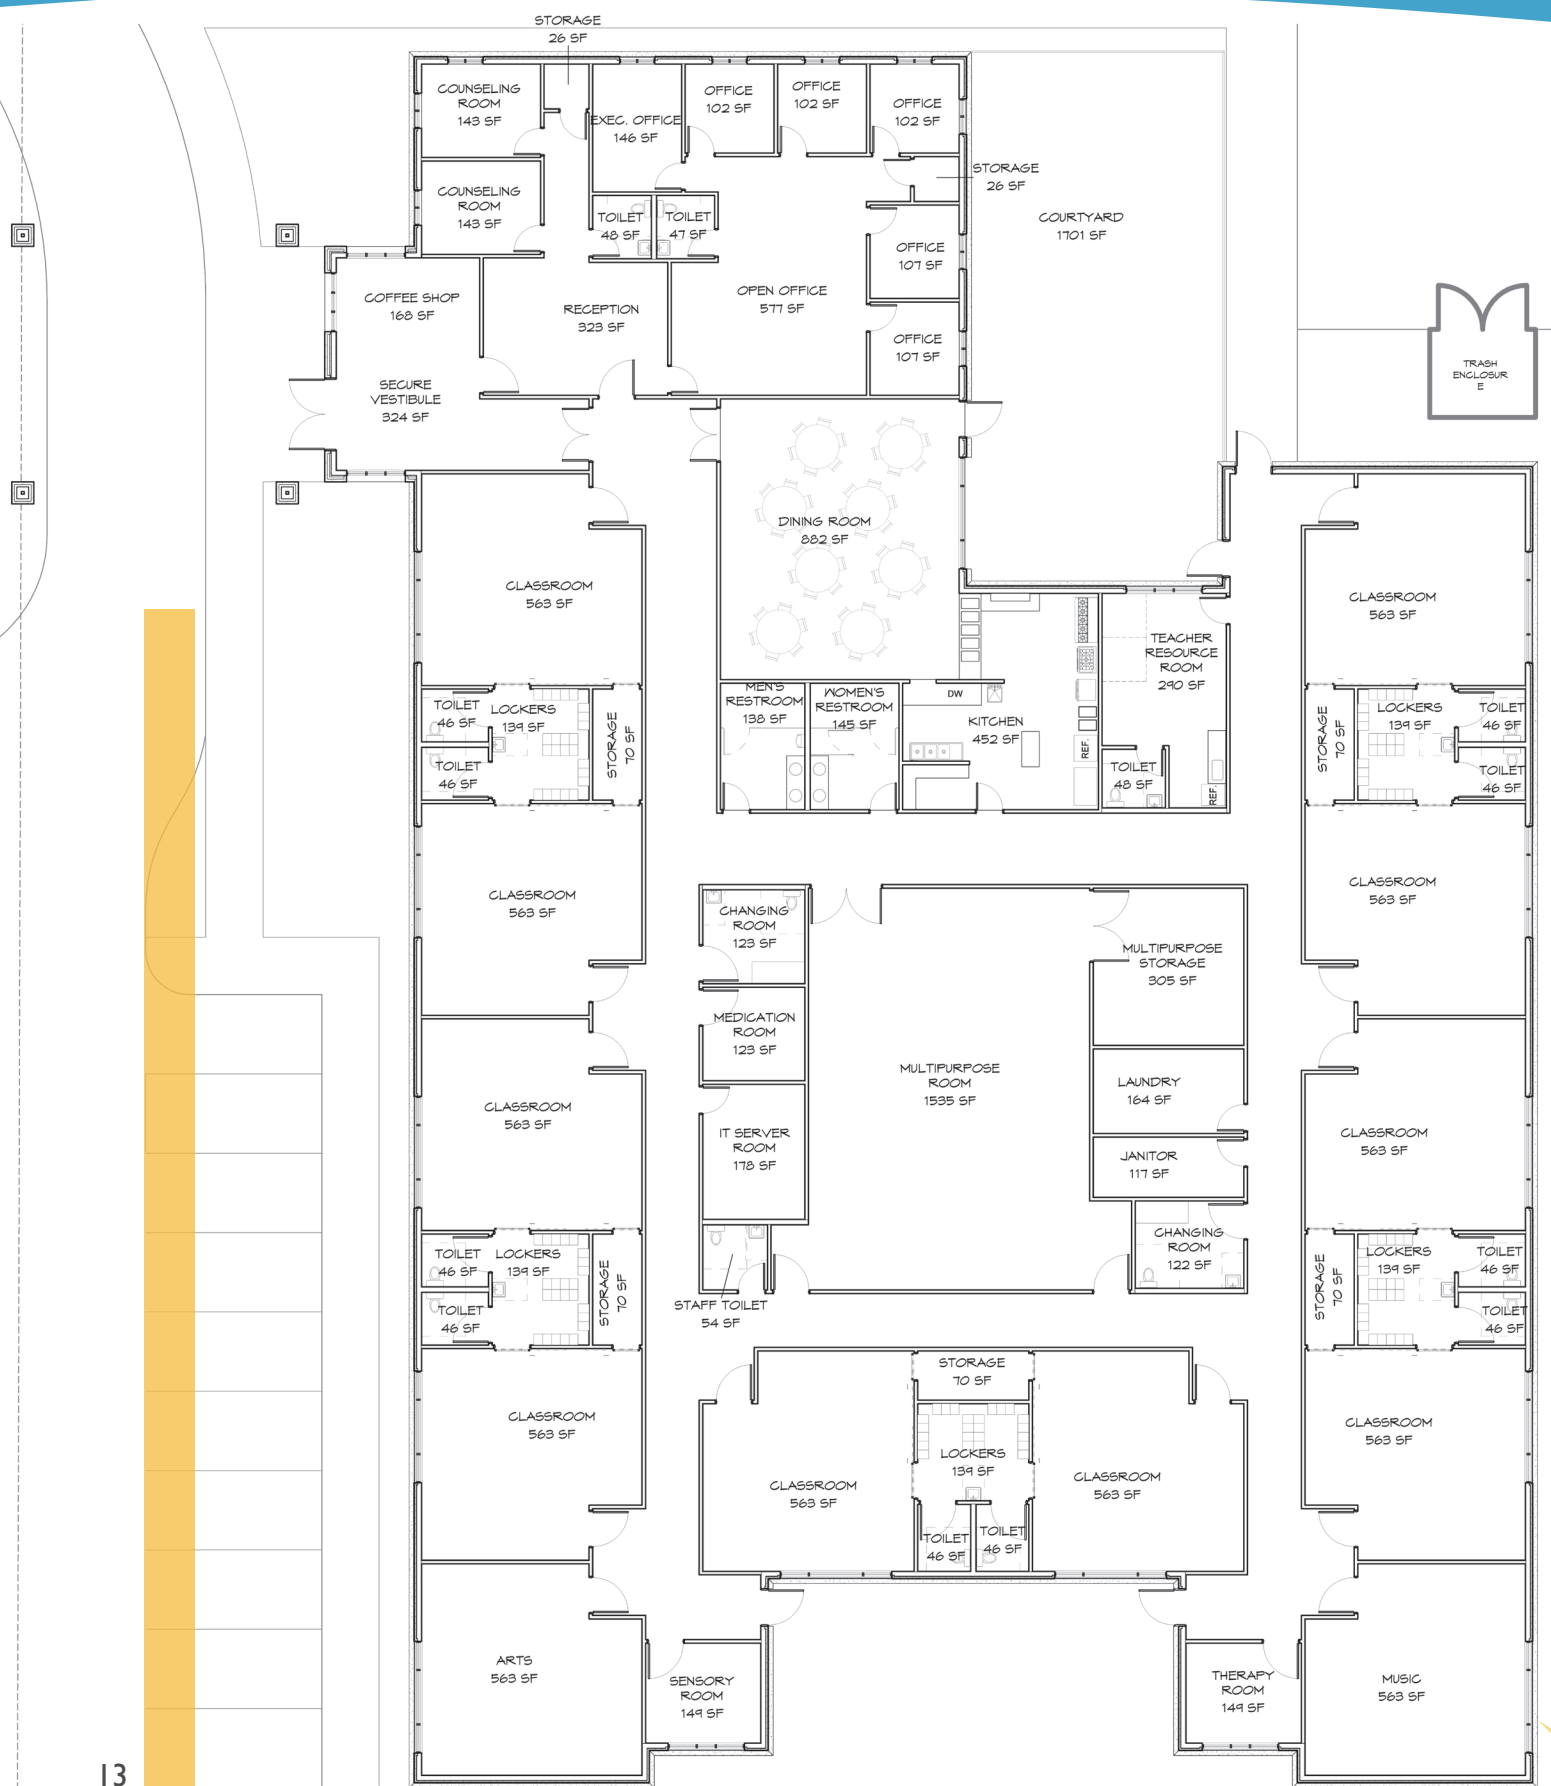 STORAGE
26 SF
COUNSELING
ROOM
143 SF
EXEC. OFFICE
146 SF
OFFICE
102 SF
OFFICE
102 SF
OFFICE
102 SF
STORAGE
26 SF
COUNSELING
ROOM
143 SF
TOILET
48 SF
TOILET
47 SF
COURTYARD
1701 SF
OFFICE
107 SF
COFFEE SHOP
168 SF
RECEPTION
323 SF
OPEN OFFICE
577 SF
OFFICE
107 SF
SECURE
VESTIBULE
324 SF
TRASH
ENCLOSUR
E
DINING ROOM
882 SF
CLASSROOM
563 SF
CLASSROOM
563 SF
TEACHER
RESOURCE
ROOM
290 SF
MEN'S
RESTROOM
138 SF
WOMEN'S
RESTROOM
145 SF
DW
KITCHEN
452 SF
REF.
TOILET
48 SF
REF.
TOILET
46 SF
LOCKERS
139 SF
STORAGE
70 SF
TOILET
46 SF
STORAGE
70 SF
LOCKERS
139 SF
TOILET
46 SF
TOILET
46 SF
CLASSROOM
563 SF
CLASSROOM
563 SF
CHANGING
ROOM
123 SF
MULTIPURPOSE
STORAGE
305 SF
MEDICATION
ROOM
123 SF
MULTIPURPOSE
ROOM
1535 SF
LAUNDRY
164 SF
CLASSROOM
563 SF
CLASSROOM
563 SF
IT SERVER
ROOM
178 SF
JANITOR
117 SF
CHANGING
ROOM
122 SF
TOILET
46 SF
LOCKERS
139 SF
STORAGE
70 SF
TOILET
46 SF
STAFF TOILET
54 SF
STORAGE
70 SF
LOCKERS
139 SF
TOILET
46 SF
TOILET
46 SF
STORAGE
70 SF
CLASSROOM
563 SF
CLASSROOM
563 SF
LOCKERS
139 SF
CLASSROOM
563 SF
CLASSROOM
563 SF
TOILET
46 SF
TOILET
46 SF
ARTS
563 SF
SENSORY
ROOM
149 SF
THERAPY
ROOM
149 SF
MUSIC
563 SF
13